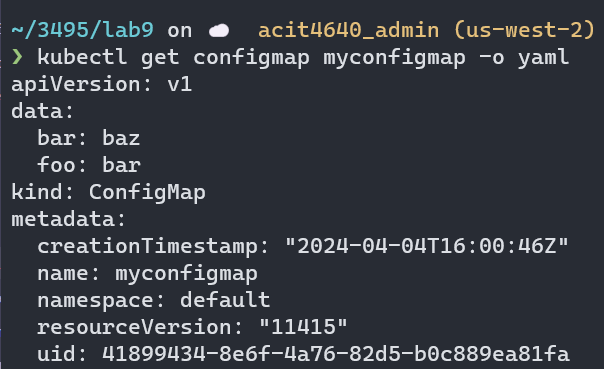 ~/3495/lab9 on ☁ acit4640_admin (us-west-2)
❯ kubectl get configmap myconfigmap -o yaml
apiVersion: v1
data:
  bar: baz
  foo: bar
kind: ConfigMap
metadata:
  creationTimestamp: "2024-04-04T16:00:46Z"
  name: myconfigmap
  namespace: default
  resourceVersion: "11415"
  uid: 41899434-8e6f-4a76-82d5-b0c889ea81fa